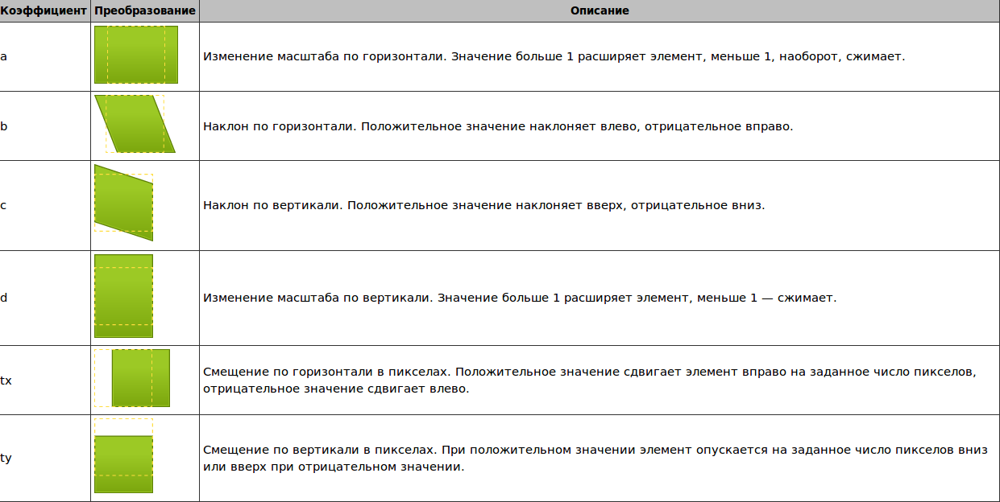 Коэффициент Преобразование Описание
a Изменение масштаба по горизонтали. Значение больше 1 расширяет элемент, меньше 1, наоборот, сжимает.
b Наклон по горизонтали. Положительное значение наклоняет влево, отрицательное вправо.
c Наклон по вертикали. Положительное значение наклоняет вверх, отрицательное вниз.
d Изменение масштаба по вертикали. Значение больше 1 расширяет элемент, меньше 1 — сжимает.
tx Смещение по горизонтали в пикселах. Положительное значение сдвигает элемент вправо на заданное число пикселов,
отрицательное значение сдвигает влево.
ty Смещение по вертикали в пикселах. При положительном значении элемент опускается на заданное число пикселов вниз
или вверх при отрицательном значении.